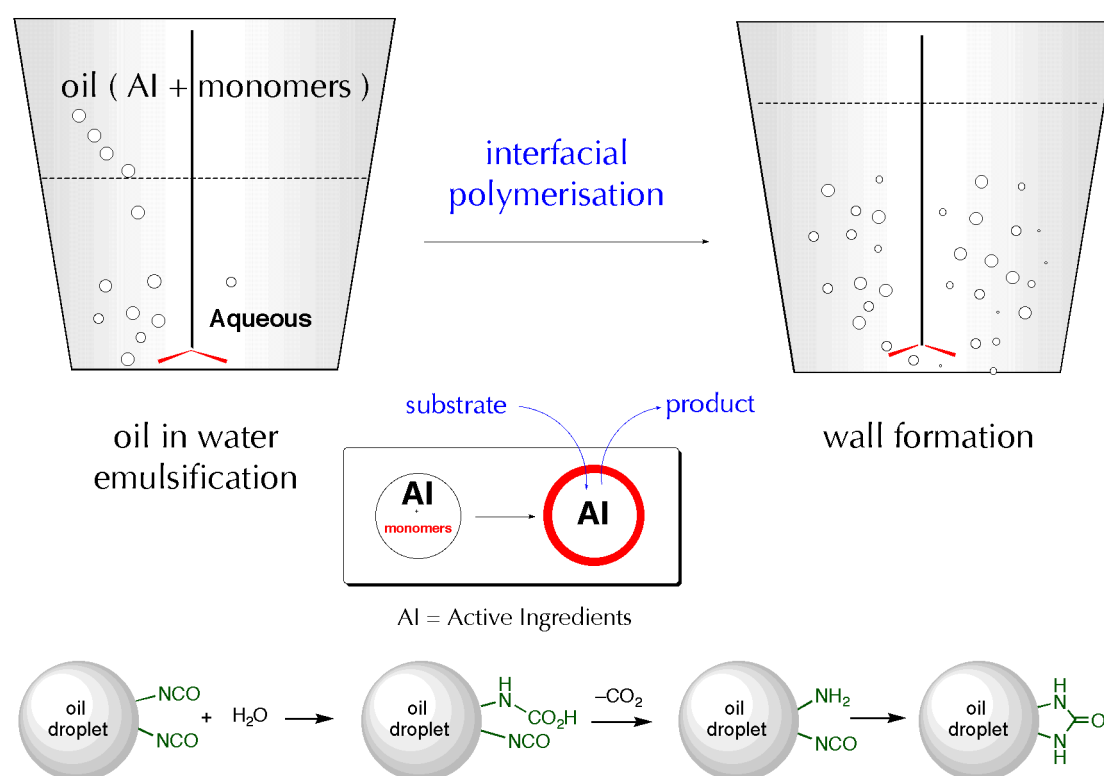 oil ( AI + monomers )
Aqueous
interfacial
polymerisation
oil in water
emulsification
wall formation
substrate
product
AI
+
monomers
AI
AI = Active Ingredients
oil
droplet
NCO
NCO
+
H₂O
oil
droplet
H
N
CO₂H
NCO
–CO₂
oil
droplet
NH₂
NCO
oil
droplet
H
N
O
N
H